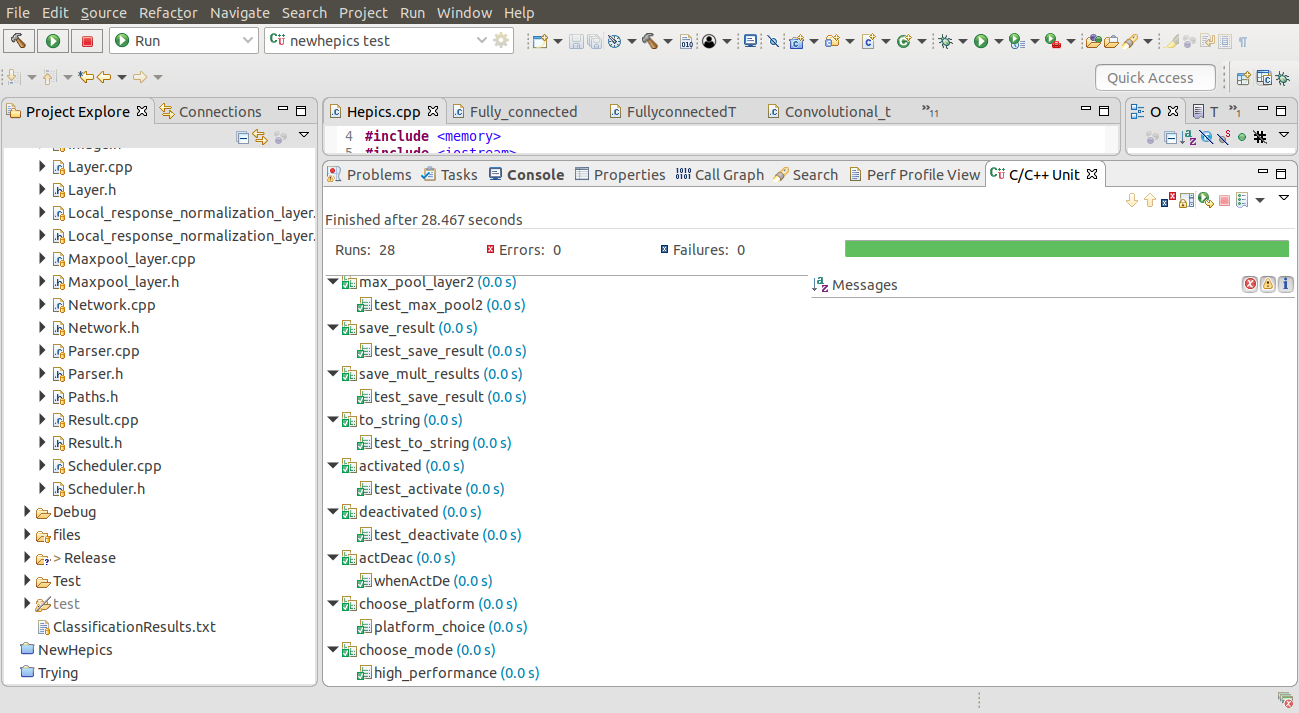 File Edit Source Refactor Navigate Search Project Run Window Help
Run
newhepics test
Quick Access
Project Explore
Connections
Layer.cpp
Layer.h
Local_response_normalization_layer.
Local_response_normalization_layer.
Maxpool_layer.cpp
Maxpool_layer.h
Network.cpp
Network.h
Parser.cpp
Parser.h
Paths.h
Result.cpp
Result.h
Scheduler.cpp
Scheduler.h
Debug
files
> Release
Test
test
ClassificationResults.txt
NewHepics
Trying
Hepics.cpp
Fully_connected
FullyconnectedT
Convolutional_t
»11
4 #include <memory>
5 #include <iostream>
O
T
»1
Problems Tasks Console Properties Call Graph Search Perf Profile View C/C++ Unit
Finished after 28.467 seconds
Runs: 28 Errors: 0 Failures: 0
max_pool_layer2 (0.0 s)
test_max_pool2 (0.0 s)
save_result (0.0 s)
test_save_result (0.0 s)
save_mult_results (0.0 s)
test_save_result (0.0 s)
to_string (0.0 s)
test_to_string (0.0 s)
activated (0.0 s)
test_activate (0.0 s)
deactivated (0.0 s)
test_deactivate (0.0 s)
actDeac (0.0 s)
whenActDe (0.0 s)
choose_platform (0.0 s)
platform_choice (0.0 s)
choose_mode (0.0 s)
high_performance (0.0 s)
Messages